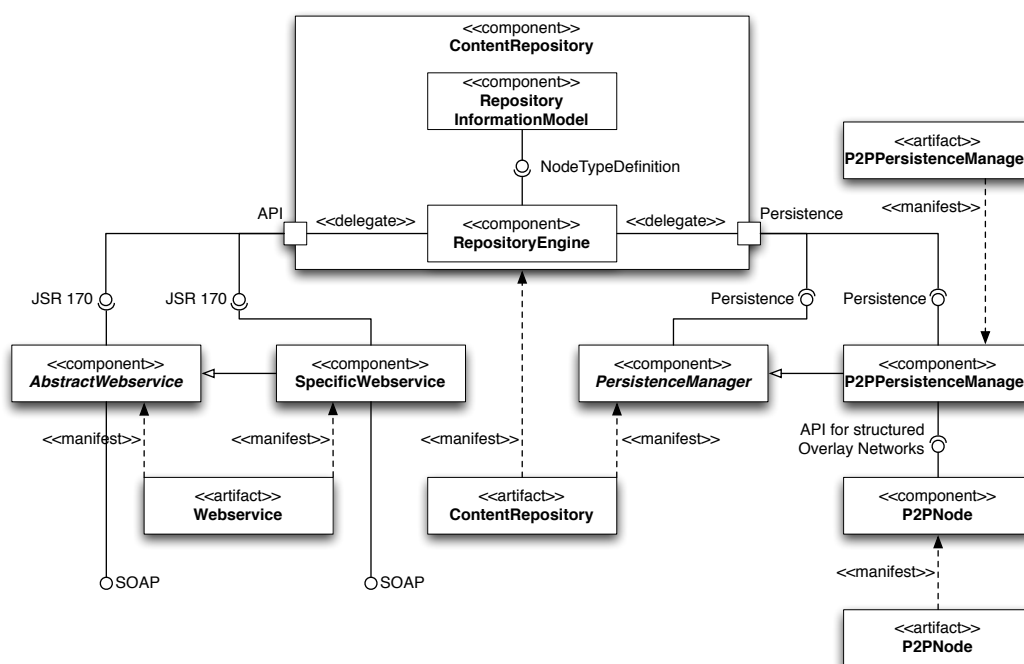 <<component>>
ContentRepository
<<component>>
Repository
InformationModel
NodeTypeDefinition
<<artifact>>
P2PPersistenceManage
<<manifest>>
API
<<delegate>>
<<component>>
RepositoryEngine
<<delegate>>
Persistence
JSR 170
JSR 170
Persistence
Persistence
<<component>>
AbstractWebservice
<<component>>
SpecificWebservice
<<component>>
PersistenceManager
<<component>>
P2PPersistenceManage
<<manifest>>
<<manifest>>
<<manifest>>
<<manifest>>
API for structured
Overlay Networks
<<artifact>>
Webservice
<<artifact>>
ContentRepository
<<component>>
P2PNode
SOAP
SOAP
<<manifest>>
<<artifact>>
P2PNode